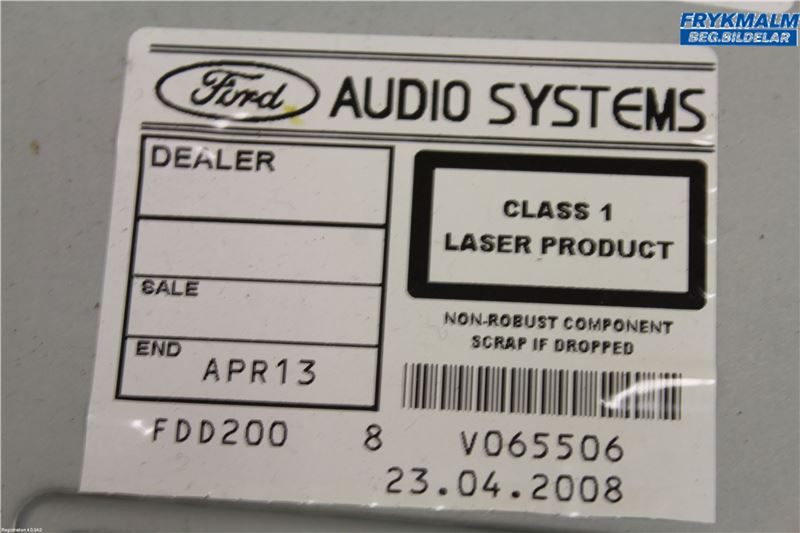 FRYKMALM
BEG.BILDELAR
Ford AUDIO SYSTEMS
DEALER
SALE
END APR13
CLASS 1
LASER PRODUCT
NON-ROBUST COMPONENT
SCRAP IF DROPPED
FDD200 8 V065506
23.04.2008